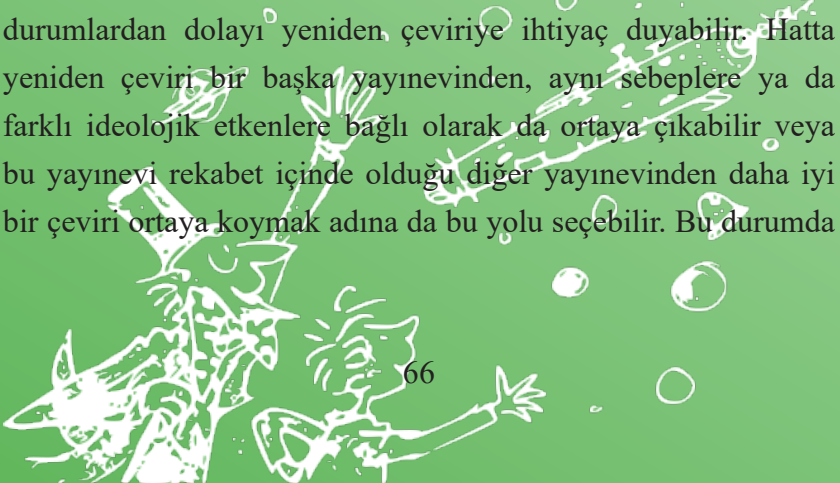 durumlardan dolayı yeniden çeviriye ihtiyaç duyabilir. Hatta
yeniden çeviri bir başka yayınevinden, aynı sebeplere ya da
farklı ideolojik etkenlere bağlı olarak da ortaya çıkabilir veya
bu yayınevi rekabet içinde olduğu diğer yayınevinden daha iyi
bir çeviri ortaya koymak adına da bu yolu seçebilir. Bu durumda
66